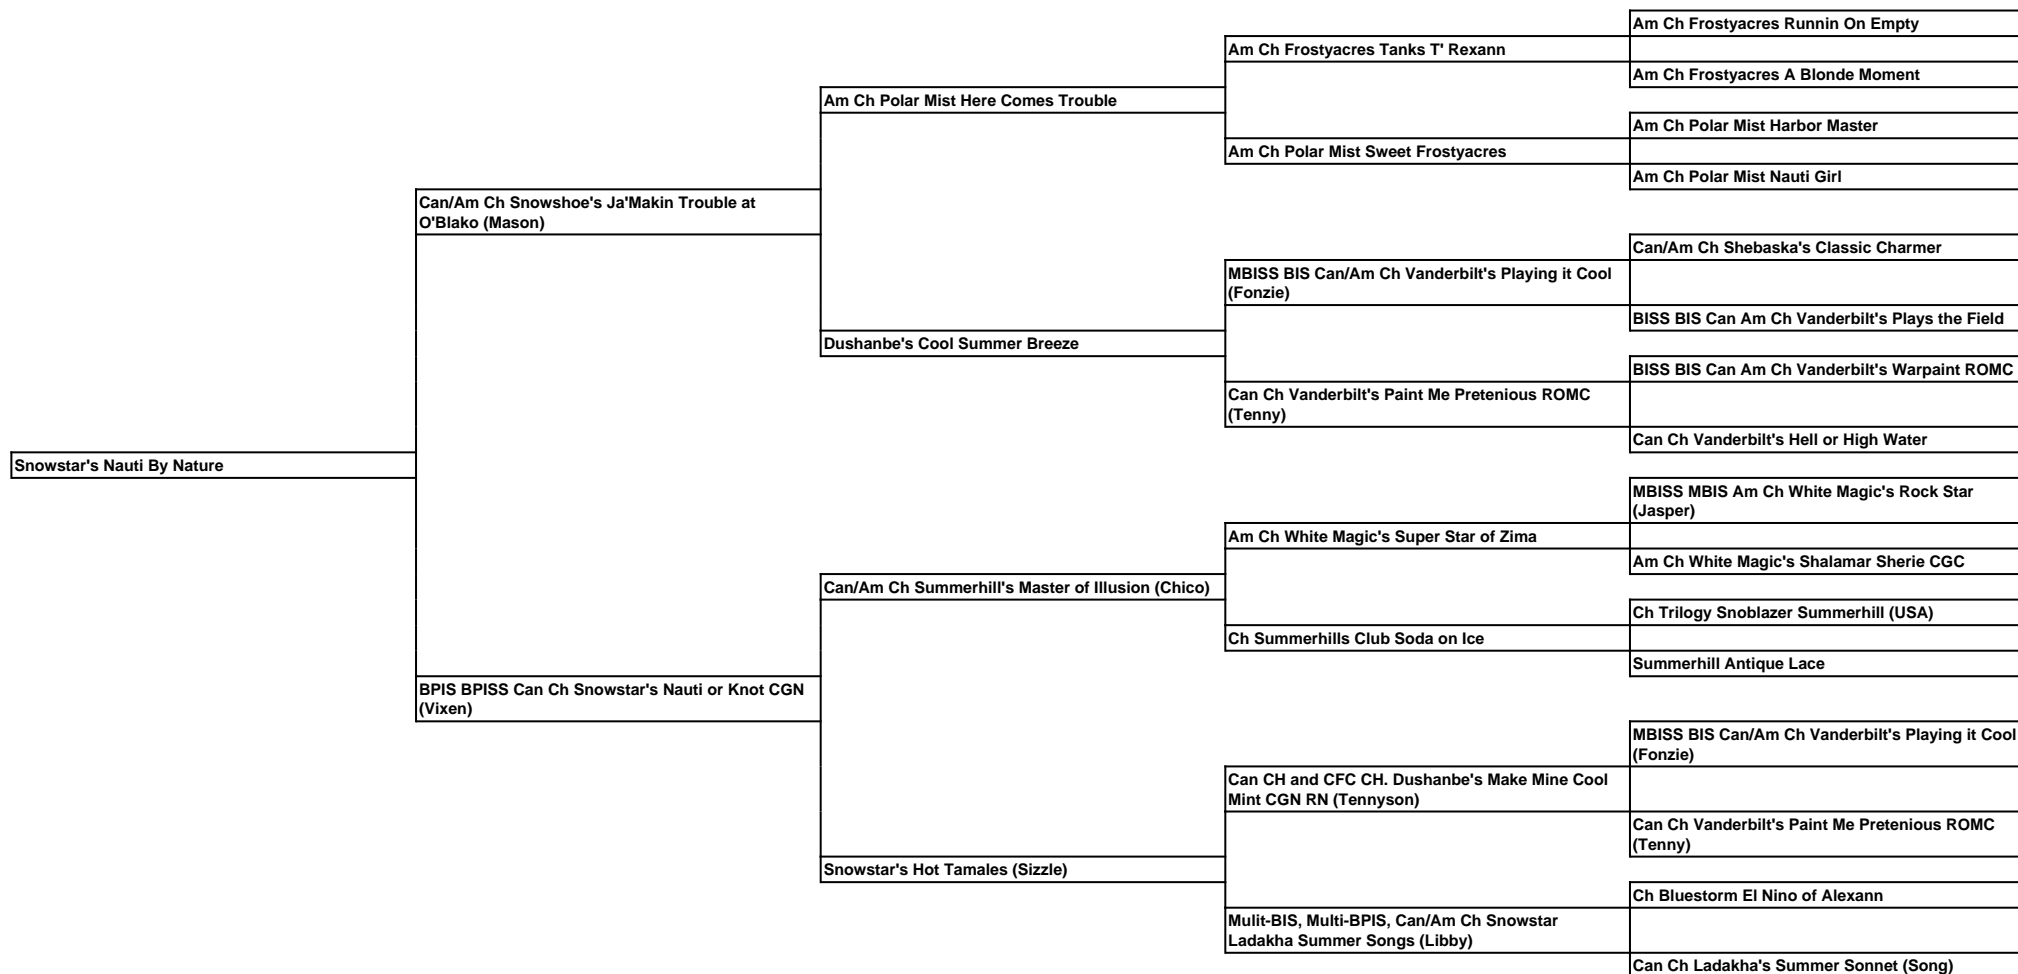 Am Ch Frostyacres Runnin On Empty
Am Ch Frostyacres Tanks T' Rexann
Am Ch Frostyacres A Blonde Moment
Am Ch Polar Mist Here Comes Trouble
Am Ch Polar Mist Harbor Master
Am Ch Polar Mist Sweet Frostyacres
Am Ch Polar Mist Nauti Girl
Can/Am Ch Snowshoe's Ja'Makin Trouble at
O'Blako (Mason)
Can/Am Ch Shebaska's Classic Charmer
MBISS BIS Can/Am Ch Vanderbilt's Playing it Cool
(Fonzie)
BISS BIS Can Am Ch Vanderbilt's Plays the Field
Dushanbe's Cool Summer Breeze
BISS BIS Can Am Ch Vanderbilt's Warpaint ROMC
Can Ch Vanderbilt's Paint Me Pretenious ROMC
(Tenny)
Can Ch Vanderbilt's Hell or High Water
Snowstar's Nauti By Nature
MBISS MBIS Am Ch White Magic's Rock Star
(Jasper)
Am Ch White Magic's Super Star of Zima
Am Ch White Magic's Shalamar Sherie CGC
Can/Am Ch Summerhill's Master of Illusion (Chico)
Ch Trilogy Snoblazer Summerhill (USA)
Ch Summerhills Club Soda on Ice
Summerhill Antique Lace
BPIS BPISS Can Ch Snowstar's Nauti or Knot CGN
(Vixen)
MBISS BIS Can/Am Ch Vanderbilt's Playing it Cool
(Fonzie)
Can CH and CFC CH. Dushanbe's Make Mine Cool
Mint CGN RN (Tennyson)
Can Ch Vanderbilt's Paint Me Pretenious ROMC
(Tenny)
Snowstar's Hot Tamales (Sizzle)
Ch Bluestorm El Nino of Alexann
Mulit-BIS, Multi-BPIS, Can/Am Ch Snowstar
Ladakha Summer Songs (Libby)
Can Ch Ladakha's Summer Sonnet (Song)